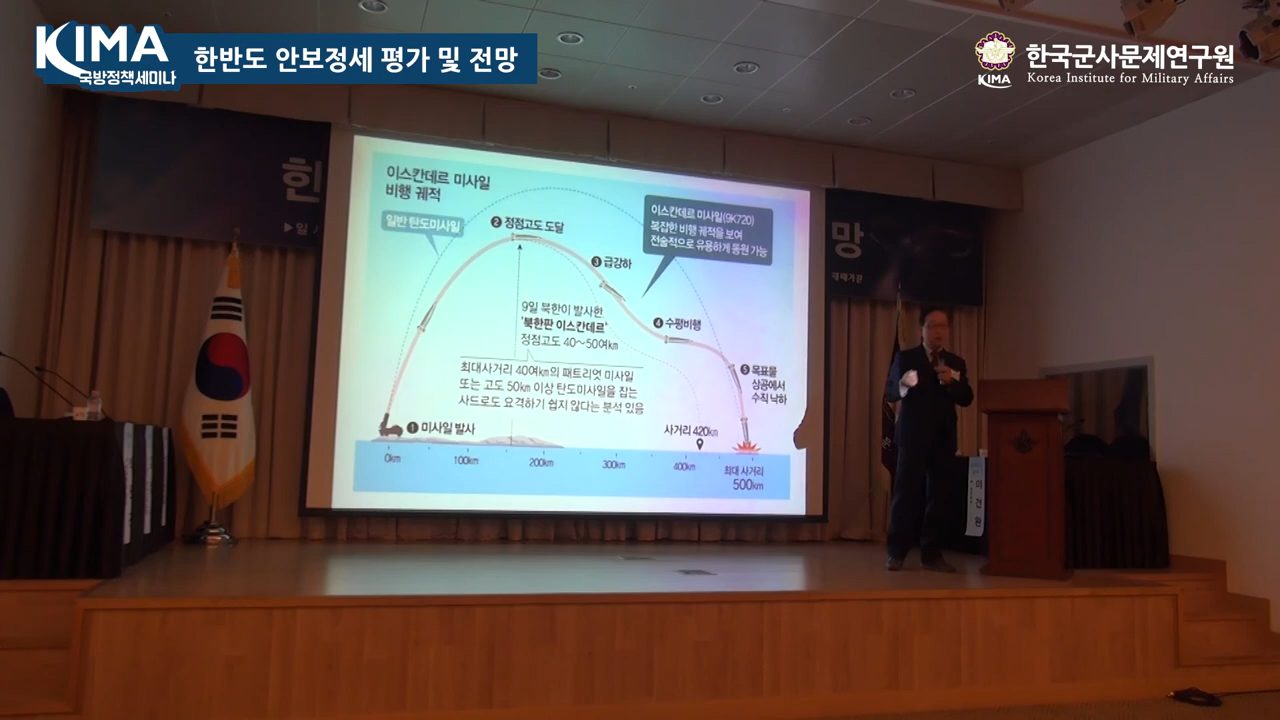 KIMA
국방정책세미나
한반도 안보정세 평가 및 전망
KIMA
한국군사문제연구원
Korea Institute for Military Affairs
한
망
이스칸데르 미사일
비행 궤적
일반 탄도미사일
❷ 정점고도 도달
이스칸데르 미사일(9K720)
복잡한 비행 궤적을 보여
전술적으로 유용하게 동원 가능
❸ 급강하
9일 북한이 발사한
'북한판 이스칸데르'
정점고도 40~50여㎞
❹ 수평비행
최대사거리 40여㎞의 패트리엇 미사일
또는 고도 50㎞ 이상 탄도미사일을 잡는
사드로도 요격하기 쉽지 않다는 분석 있음
❺ 목표물
상공에서
수직 낙하
❶ 미사일 발사
사거리 420㎞
0㎞
100㎞
200㎞
300㎞
400㎞
최대 사거리
500㎞